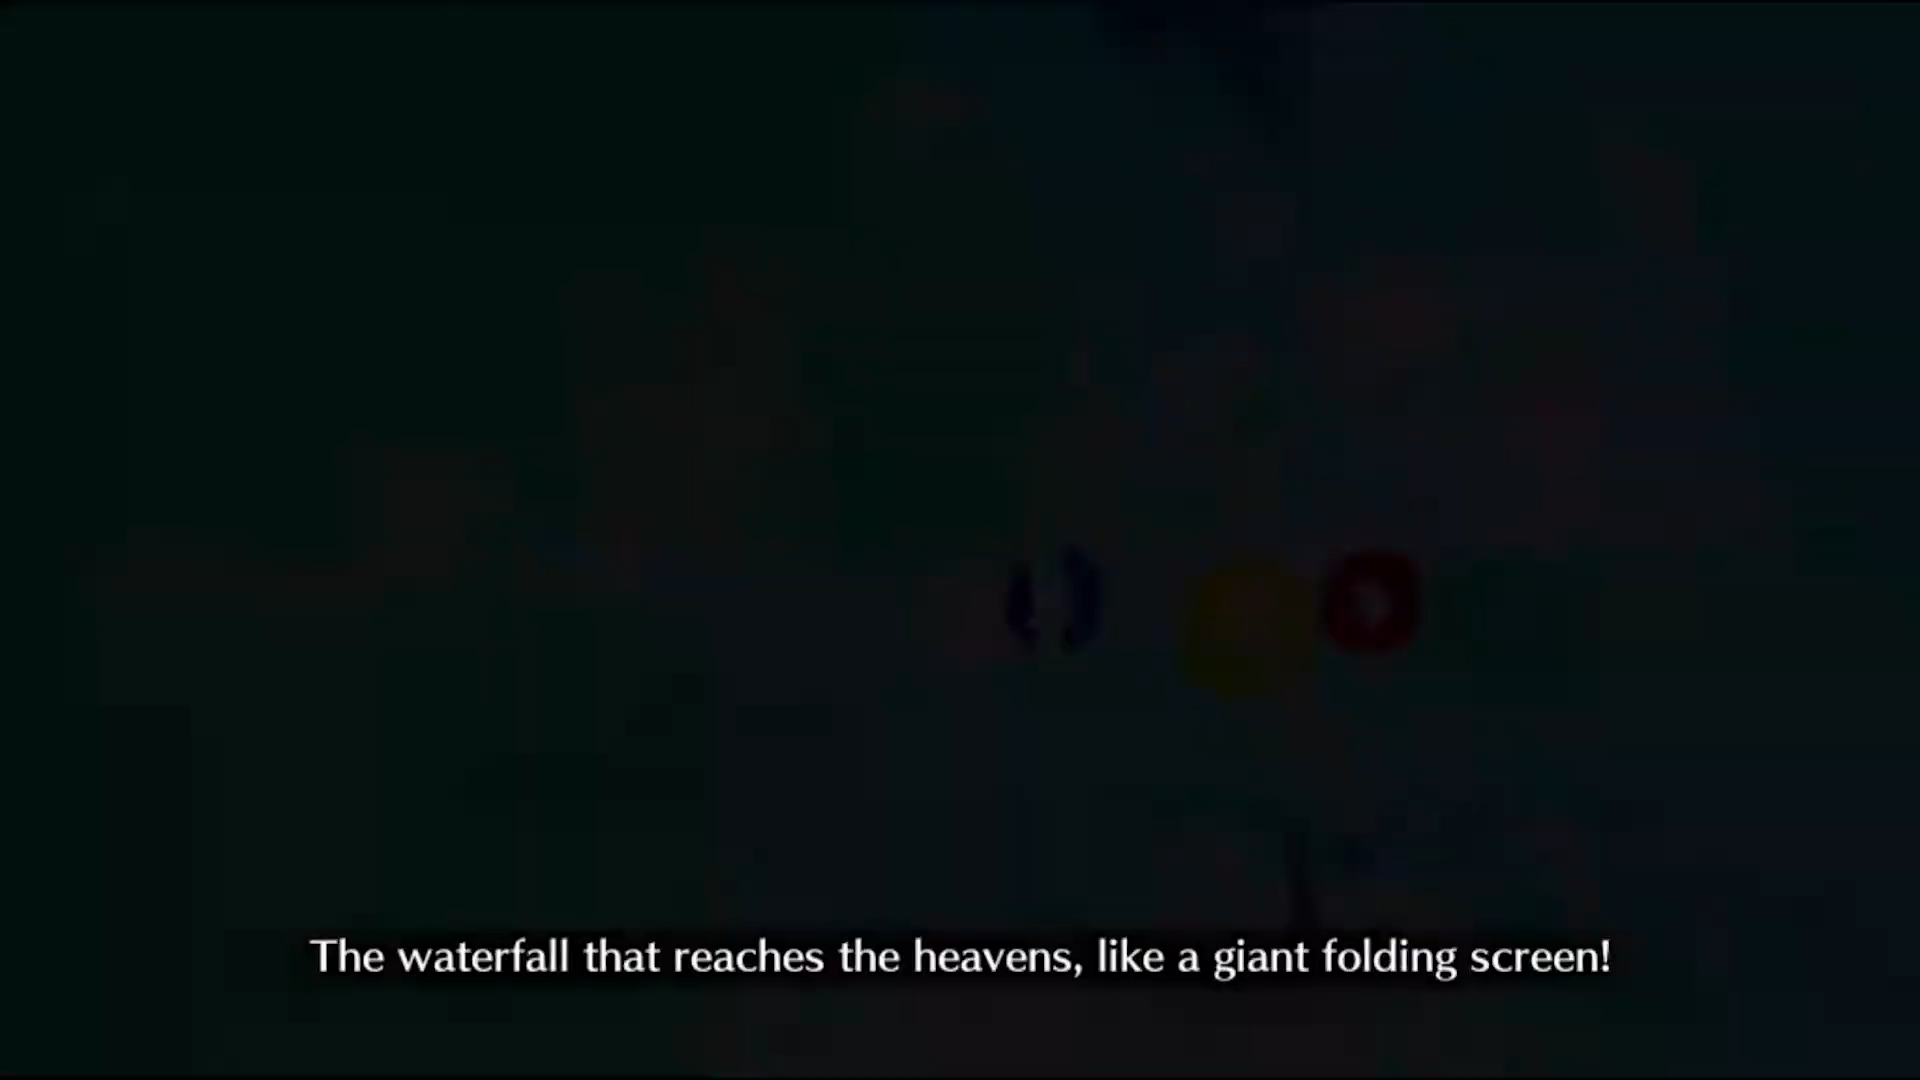 The waterfall that reaches the heavens, like a giant folding screen!